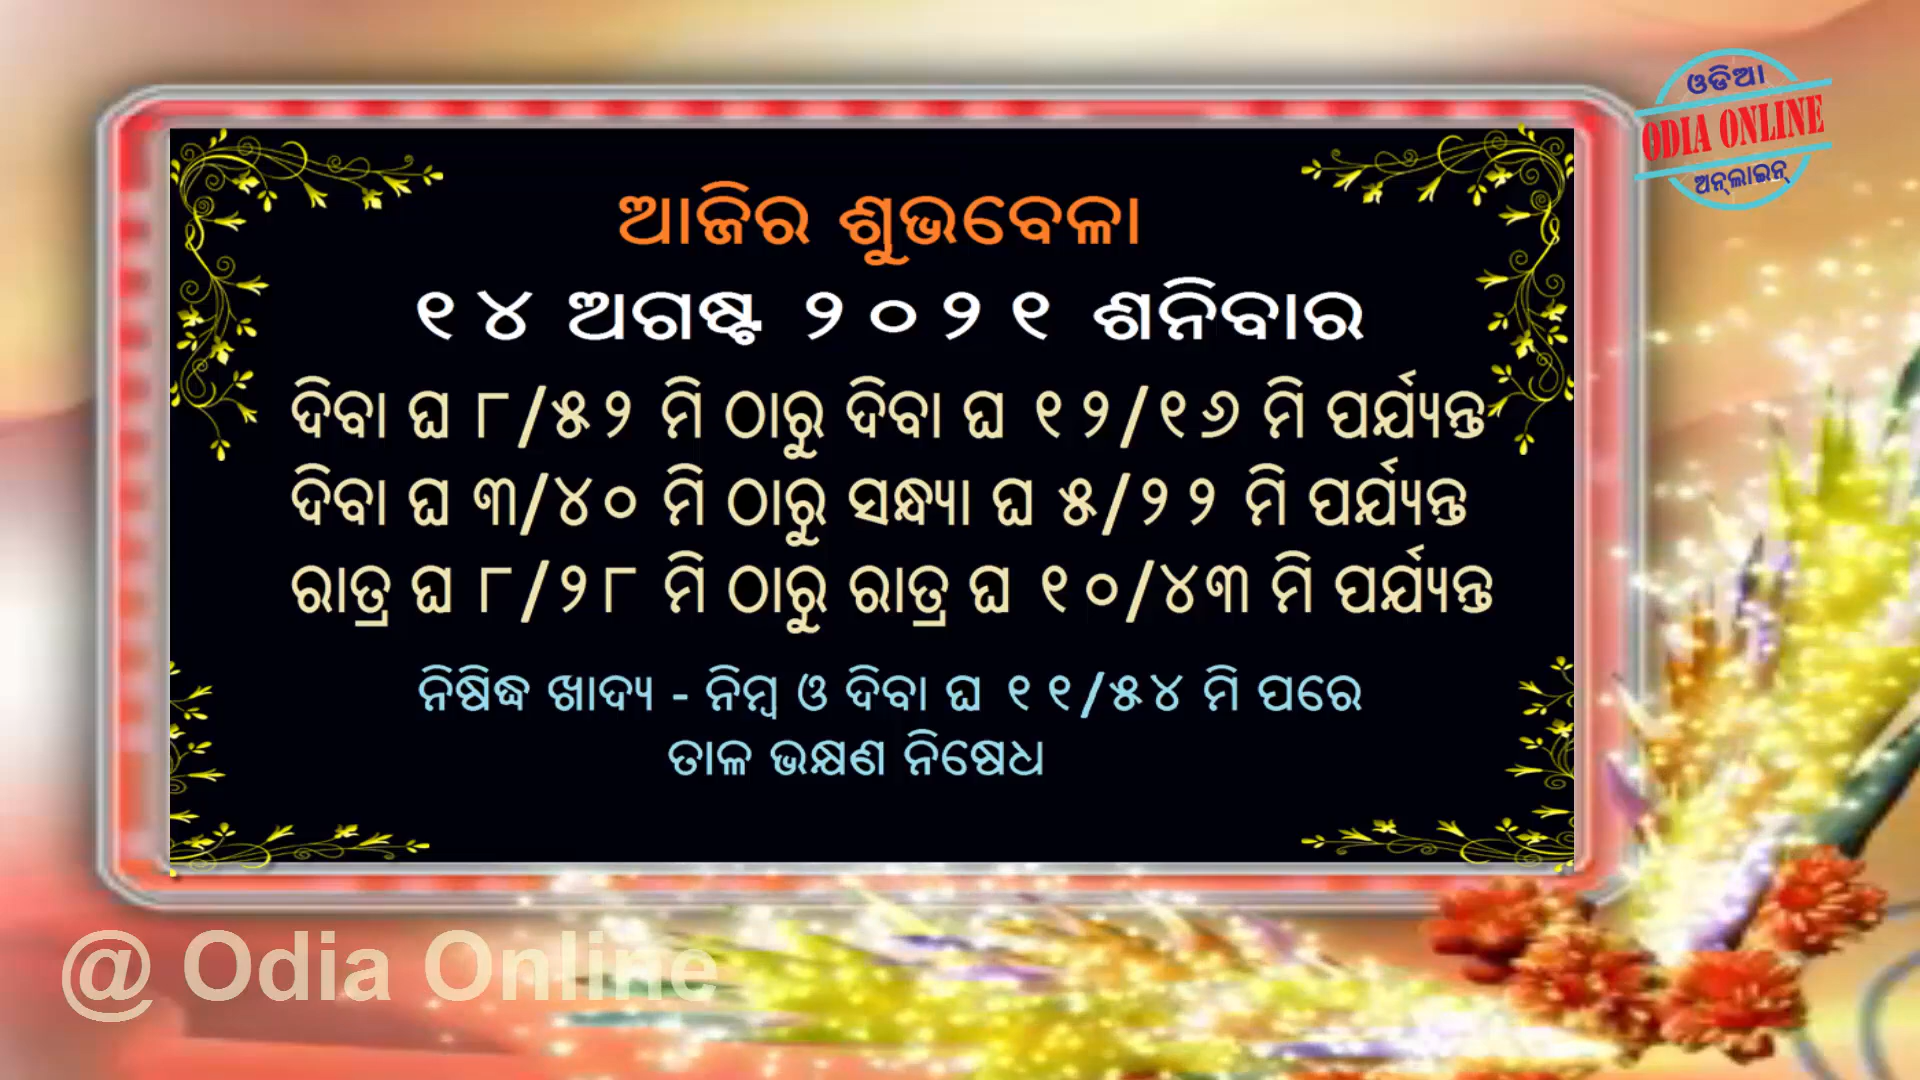 ଓଡିଆ
ODIA ONLINE
ଅନ୍‌ଲାଇନ୍
ଆଜିର ଶୁଭବେଳା
୧୪ ଅଗଷ୍ଟ ୨୦୨୧ ଶନିବାର
ଦିବା ଘ ୮/୫୨ ମି ଠାରୁ ଦିବା ଘ ୧୨/୧୬ ମି ପର୍ଯ୍ୟନ୍ତ
ଦିବା ଘ ୩/୪୦ ମି ଠାରୁ ସନ୍ଧ୍ୟା ଘ ୫/୨୨ ମି ପର୍ଯ୍ୟନ୍ତ
ରାତ୍ର ଘ ୮/୨୮ ମି ଠାରୁ ରାତ୍ର ଘ ୧୦/୪୩ ମି ପର୍ଯ୍ୟନ୍ତ
ନିଷିଦ୍ଧ ଖାଦ୍ୟ - ନିମ୍ବ ଓ ଦିବା ଘ ୧୧/୫୪ ମି ପରେ
ତାଳ ଭକ୍ଷଣ ନିଷେଧ
@ Odia Online